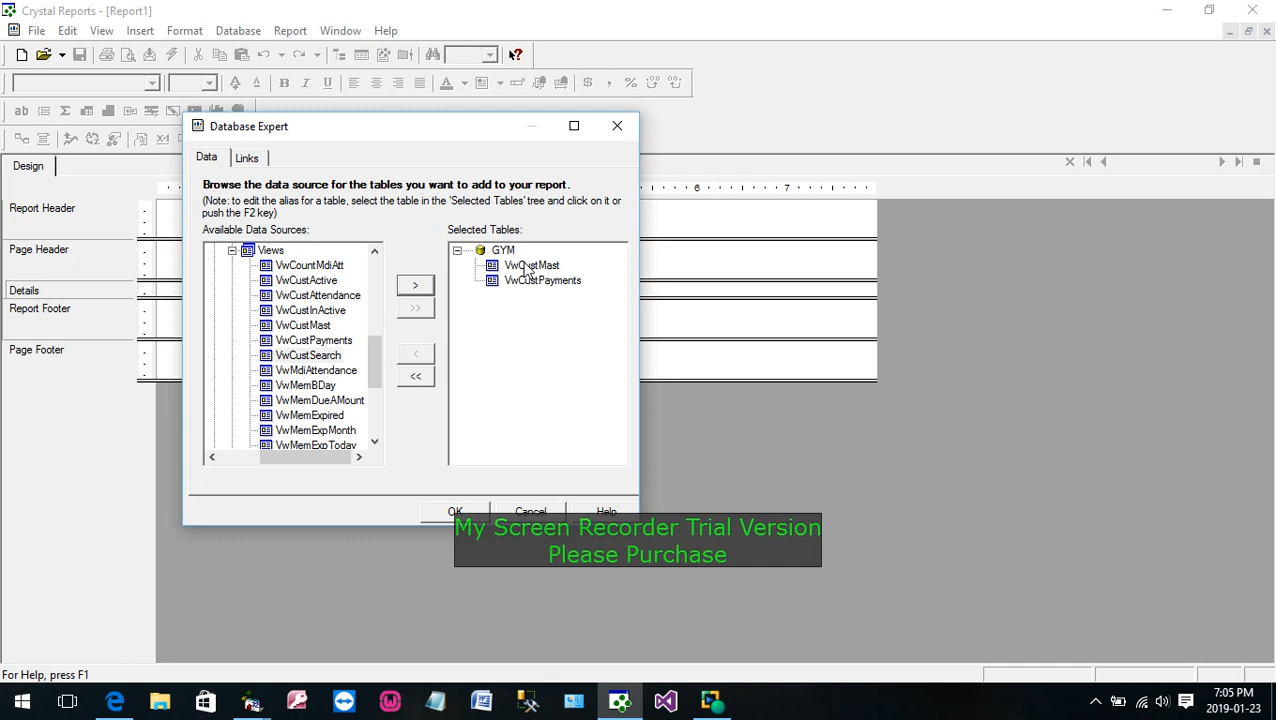 Crystal Reports - [Report1]
File Edit View Insert Format Database Report Window Help
Database Expert
Data Links
Browse the data source for the tables you want to add to your report.
(Note: to edit the alias for a table, select the table in the 'Selected Tables' tree and click on it or
push the F2 key)
Available Data Sources:
Selected Tables:
Views
VwCountMdiAtt
VwCustActive
VwCustAttendance
VwCustInActive
VwCustMast
VwCustPayments
VwCustSearch
VwMdiAttendance
VwMemBDay
VwMemDueAMount
VwMemExpired
VwMemExpMonth
VwMemExpToday
>
>>
<
<<
GYM
VwCustMast
VwCustPayments
OK Cancel Help
Design
Report Header
Page Header
Details
Report Footer
Page Footer
6 7
My Screen Recorder Trial Version
Please Purchase
For Help, press F1
7:05 PM
2019-01-23